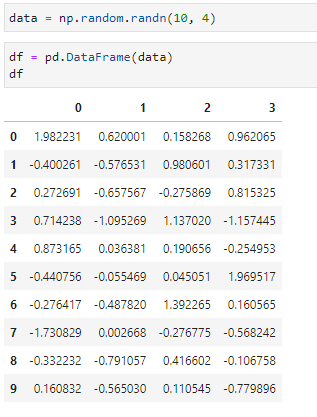 data = np.random.randn(10, 4)
df = pd.DataFrame(data)
df
0 1 2 3
0 1.982231 0.620001 0.158268 0.962065
1 -0.400261 -0.576531 0.980601 0.317331
2 0.272691 -0.657567 -0.275869 0.815325
3 0.714238 -1.095269 1.137020 -1.157445
4 0.873165 0.036381 0.190656 -0.254953
5 -0.440756 -0.055469 0.045051 1.969517
6 -0.276417 -0.487820 1.392265 0.160565
7 -1.730829 0.002668 -0.276775 -0.568242
8 -0.332232 -0.791057 0.416602 -0.106758
9 0.160832 -0.565030 0.110545 -0.779896